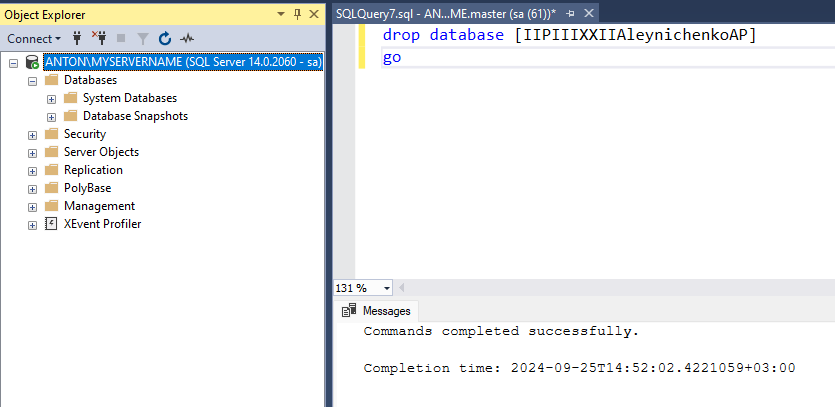 Object Explorer
Connect
ANTON\MYSERVERNAME (SQL Server 14.0.2060 - sa)
Databases
System Databases
Database Snapshots
Security
Server Objects
Replication
PolyBase
Management
XEvent Profiler
SQLQuery7.sql - AN...ME.master (sa (61))*
drop database [IIPIIIXXIIAleynichenkoAP]
go
131 %
Messages
Commands completed successfully.
Completion time: 2024-09-25T14:52:02.4221059+03:00